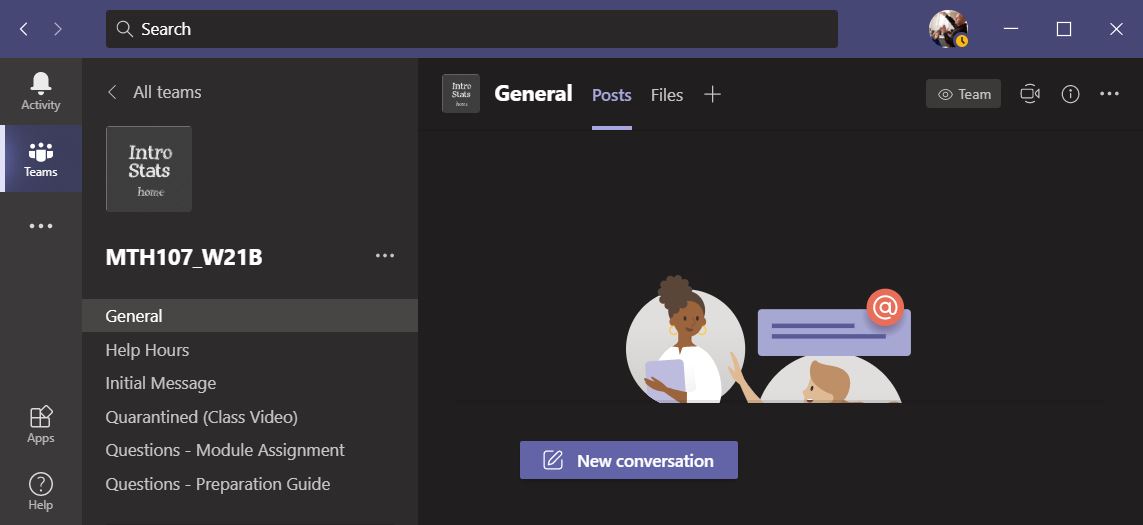 Search
Activity
Teams
Apps
Help
All teams
Intro
Stats
home
MTH107_W21B
General
Help Hours
Initial Message
Quarantined (Class Video)
Questions - Module Assignment
Questions - Preparation Guide
Intro
Stats
home
General Posts Files
Team
@
New conversation